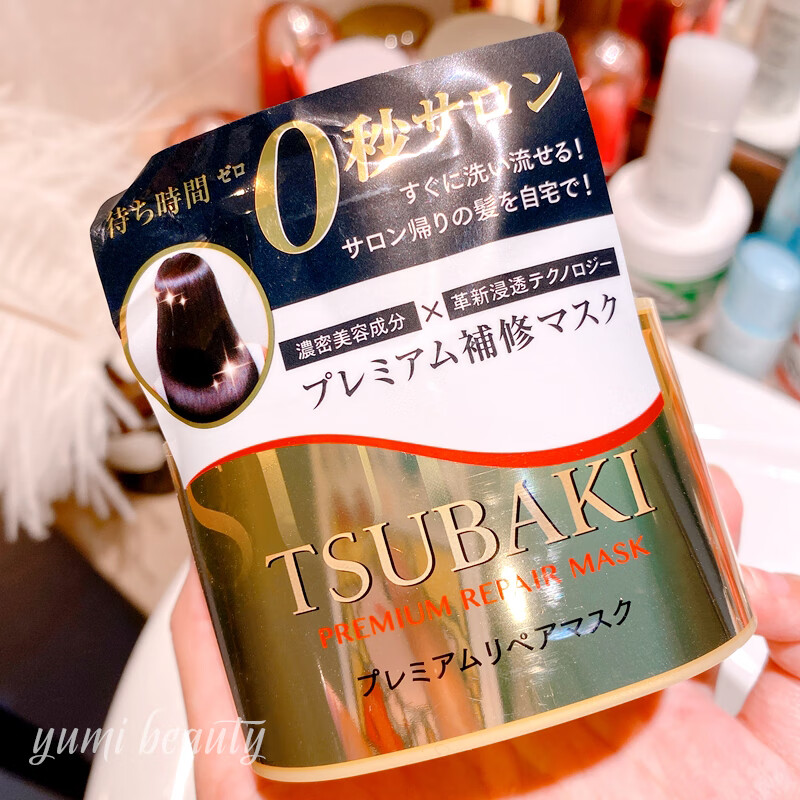 待ち時間 ゼロ
0秒サロン
すぐに洗い流せる!
サロン帰りの髪を自宅で!
濃密美容成分×革新浸透テクノロジー
プレミアム補修マスク
TSUBAKI
PREMIUM REPAIR MASK
プレミアムリペアマスク
yumi beauty